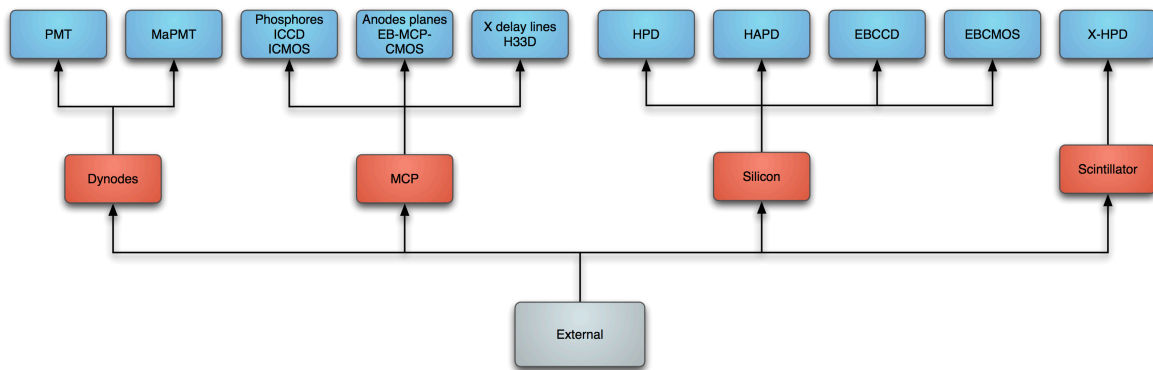 PMT
MaPMT
Phosphores
ICCD
ICMOS
Anodes planes
EB-MCP-
CMOS
X delay lines
H33D
HPD
HAPD
EBCCD
EBCMOS
X-HPD
Dynodes
MCP
Silicon
Scintillator
External